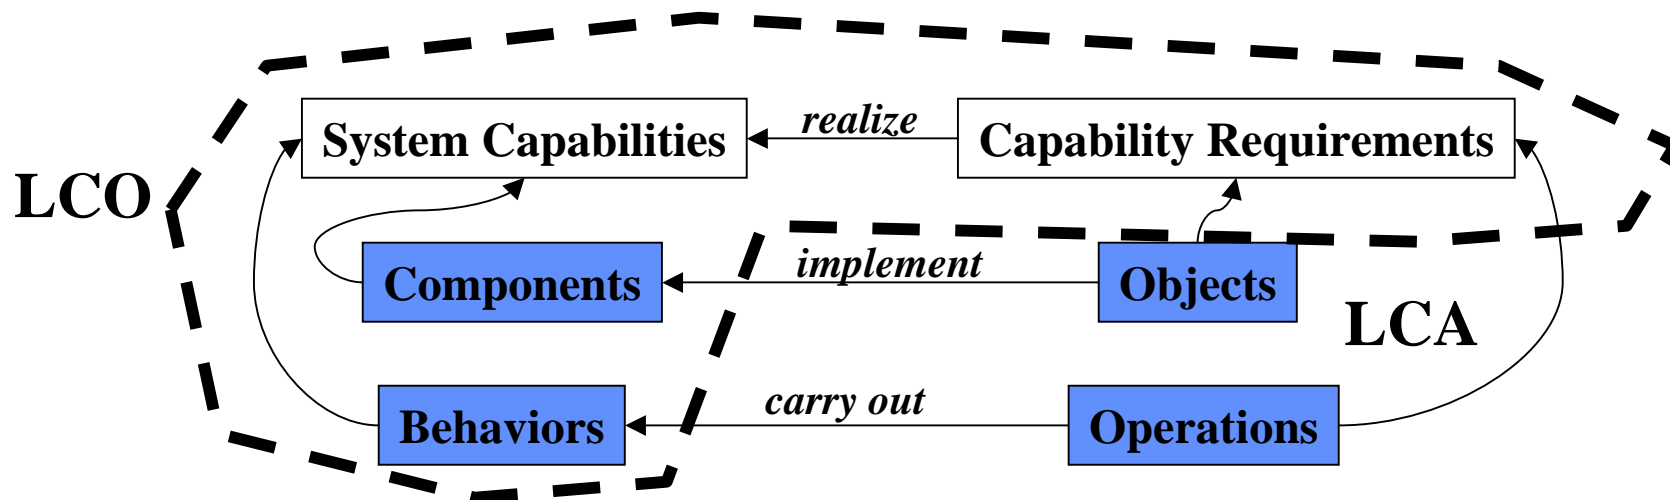 realize
System Capabilities
Capability Requirements
LCO
implement
Components
Objects
LCA
carry out
Behaviors
Operations